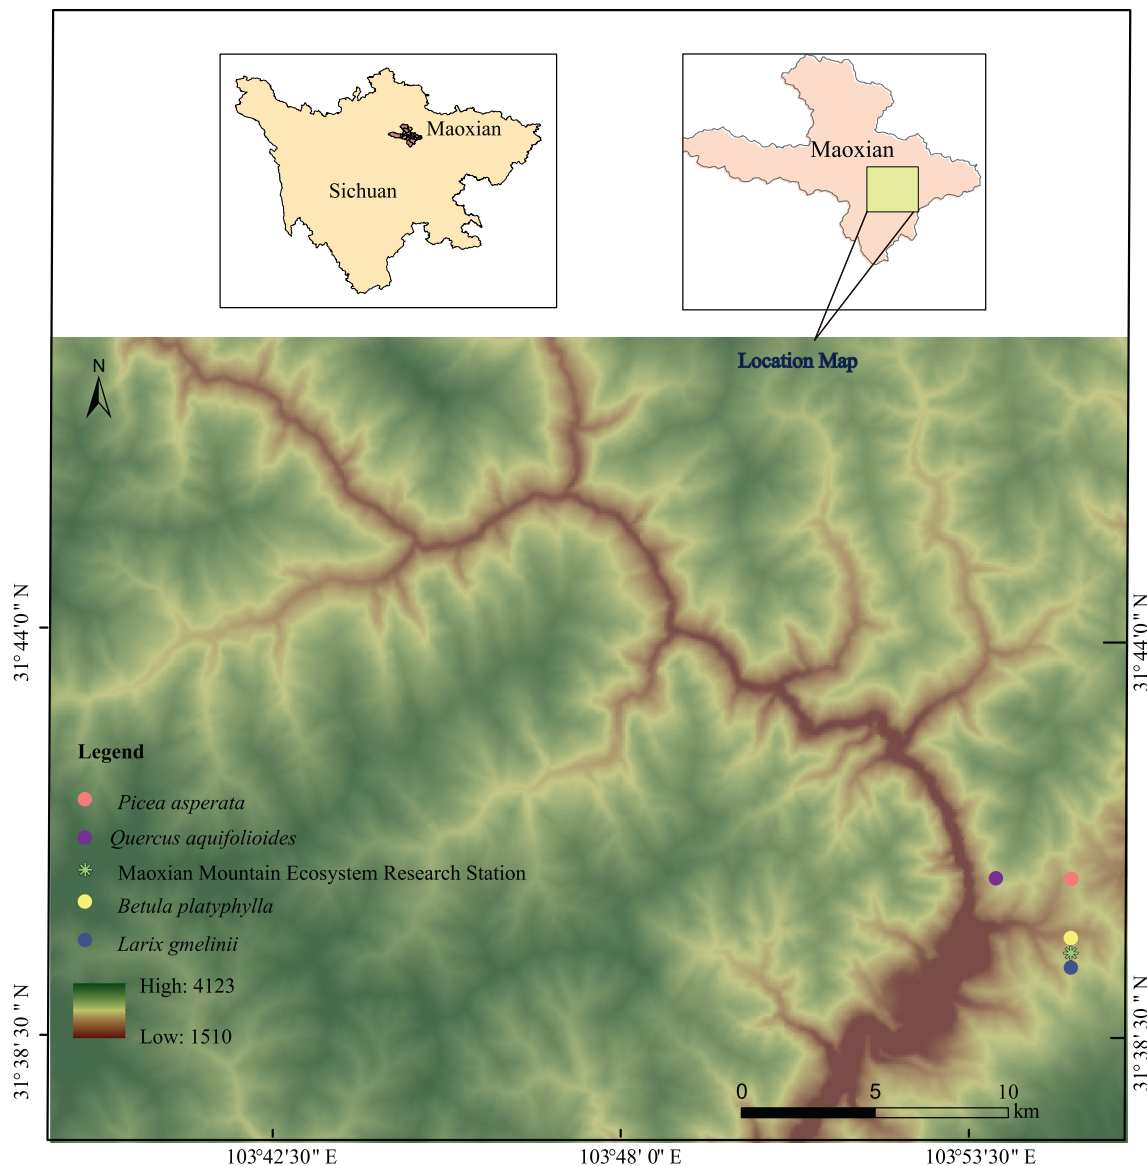 Maoxian
Sichuan
Maoxian
Location Map
N
31°44'0" N
31°44'0" N
Legend
Picea asperata
Quercus aquifolioides
Maoxian Mountain Ecosystem Research Station
Betula platyphylla
Larix gmelinii
High: 4123
Low: 1510
31°38'30" N
31°38'30" N
0 5 10
km
103°42'30" E 103°48' 0" E 103°53'30" E